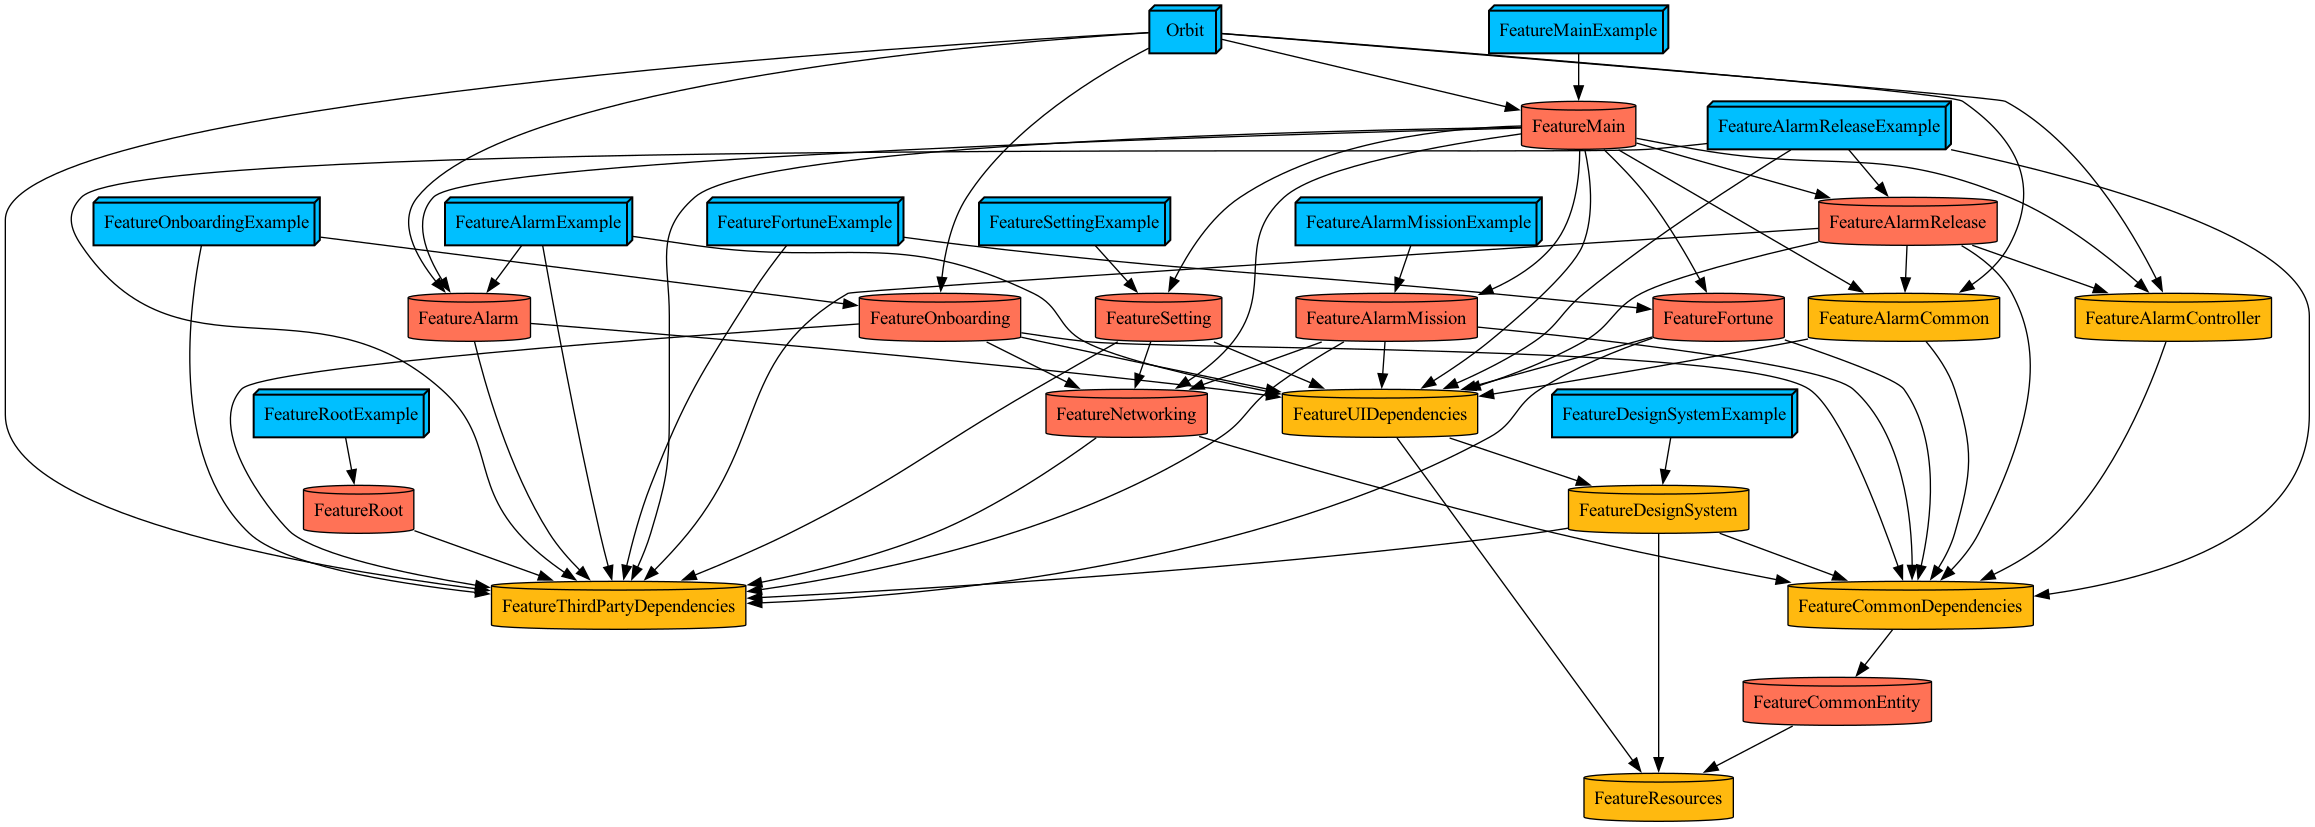 Orbit
FeatureMainExample
FeatureMain
FeatureAlarmReleaseExample
FeatureOnboardingExample
FeatureAlarmExample
FeatureFortuneExample
FeatureSettingExample
FeatureAlarmMissionExample
FeatureAlarmRelease
FeatureAlarm
FeatureOnboarding
FeatureSetting
FeatureAlarmMission
FeatureFortune
FeatureAlarmCommon
FeatureAlarmController
FeatureRootExample
FeatureNetworking
FeatureUIDependencies
FeatureDesignSystemExample
FeatureRoot
FeatureDesignSystem
FeatureThirdPartyDependencies
FeatureCommonDependencies
FeatureCommonEntity
FeatureResources